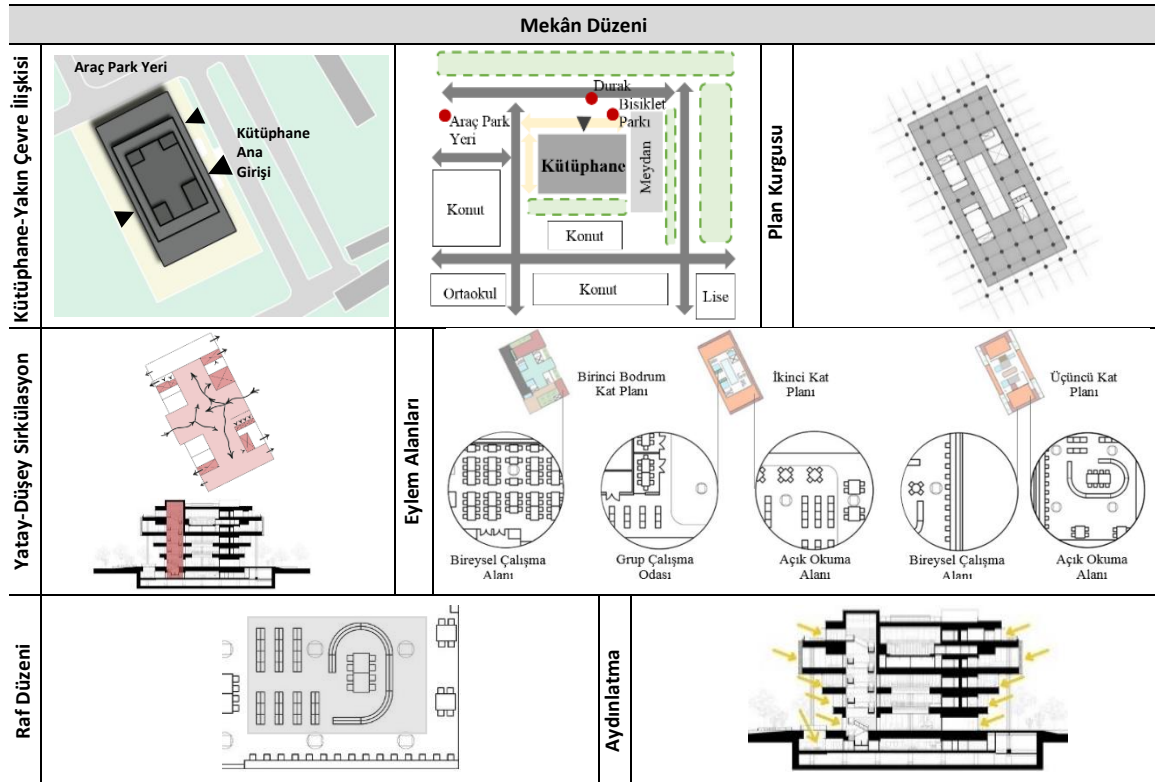 Mekân Düzeni
Kütüphane-Yakın Çevre İlişkisi
Araç Park Yeri
Kütüphane
Ana
Girişi
Durak
Bisiklet
Parkı
Araç Park
Yeri
Kütüphane
Meydan
Konut
Konut
Ortaokul
Konut
Lise
Plan Kurgusu
Yatay-Düşey Sirkülasyon
Eylem Alanları
Birinci Bodrum
Kat Planı
İkinci Kat
Planı
Üçüncü Kat
Planı
Bireysel Çalışma
Alanı
Grup Çalışma
Odası
Açık Okuma
Alanı
Bireysel Çalışma
Alanı
Açık Okuma
Alanı
Raf Düzeni
Aydınlatma